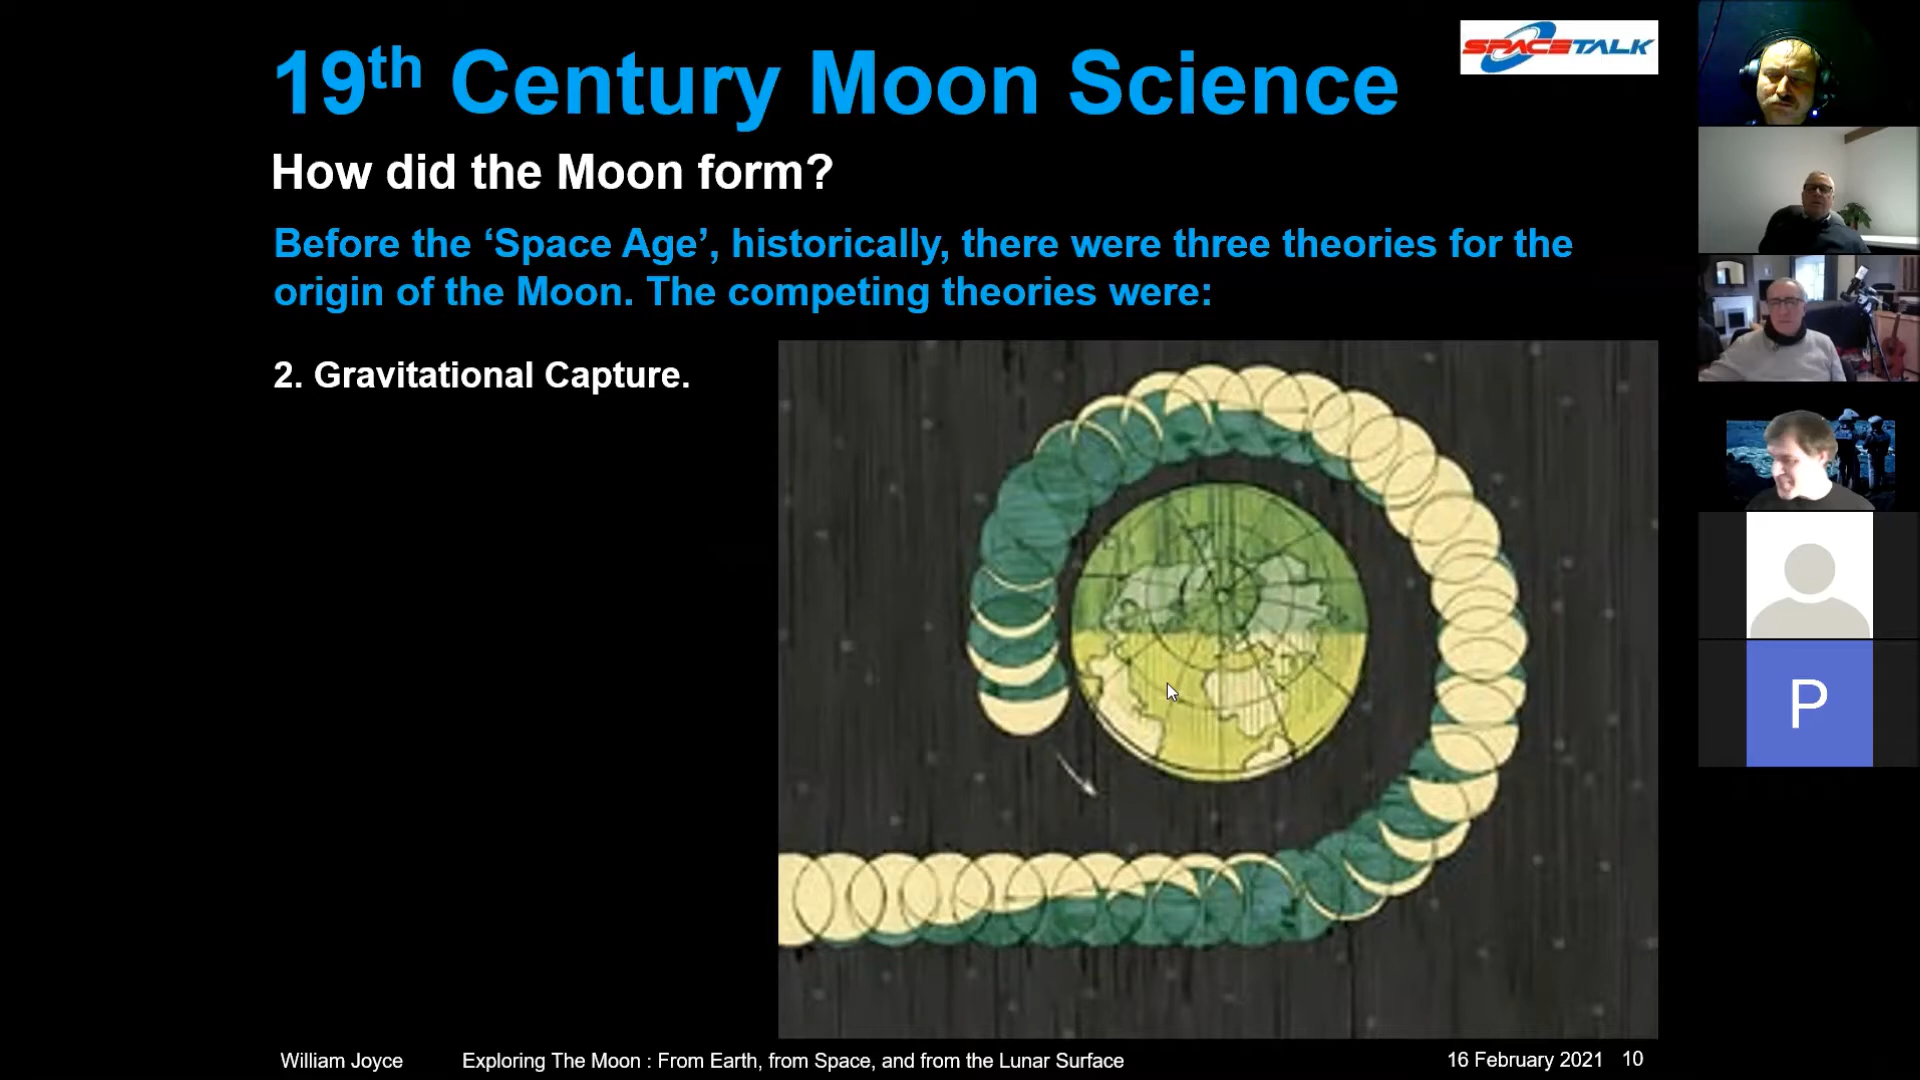 19th Century Moon Science
SPACETALK
How did the Moon form?
Before the ‘Space Age’, historically, there were three theories for the
origin of the Moon. The competing theories were:
2. Gravitational Capture.
P
William Joyce Exploring The Moon : From Earth, from Space, and from the Lunar Surface 16 February 2021 10